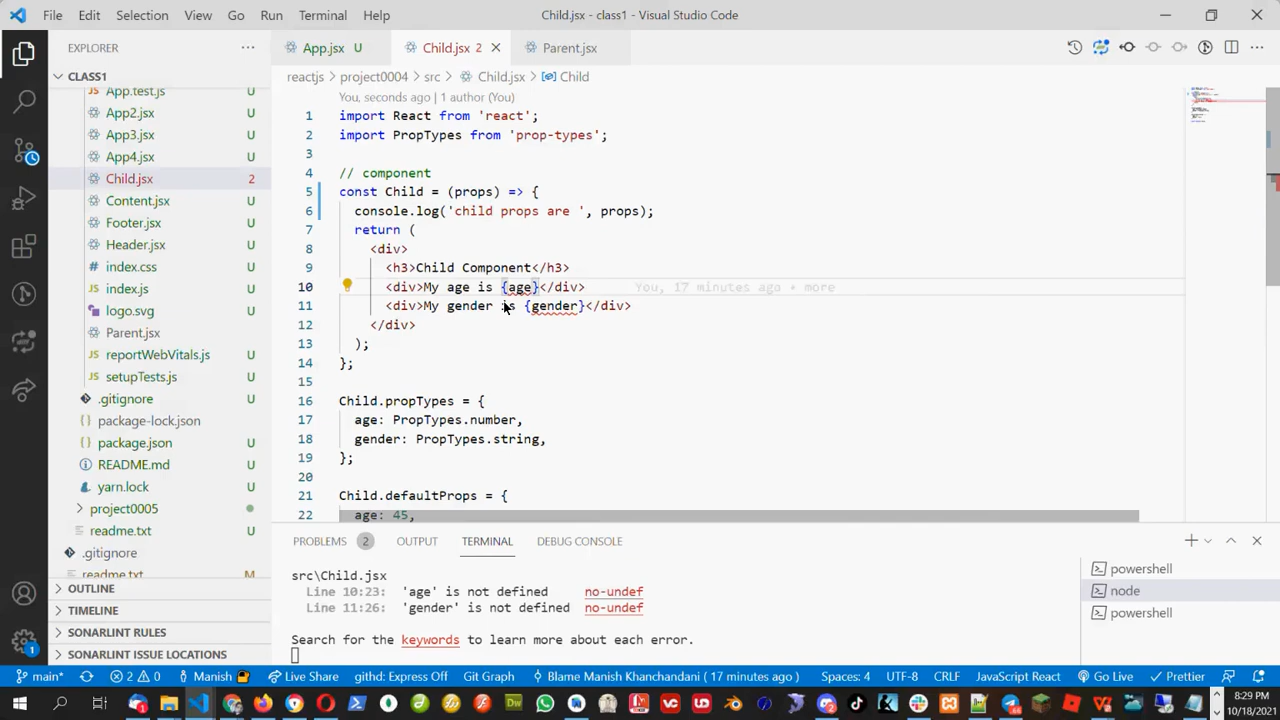 File Edit Selection View Go Run Terminal Help
Child.jsx - class1 - Visual Studio Code
EXPLORER
CLASS1
App.test.js U
App2.jsx U
App3.jsx U
App4.jsx U
Child.jsx 2
Content.jsx U
Footer.jsx U
Header.jsx U
index.css U
index.js U
logo.svg U
Parent.jsx U
reportWebVitals.js U
setupTests.js U
.gitignore U
package-lock.json U
package.json U
README.md U
yarn.lock U
project0005
readme.txt U
.gitignore
readme.txt M
OUTLINE
TIMELINE
SONARLINT RULES
SONARLINT ISSUE LOCATIONS
App.jsx U
Child.jsx 2
Parent.jsx
reactjs > project0004 > src > Child.jsx > Child
You, seconds ago | 1 author (You)
1 import React from 'react';
2 import PropTypes from 'prop-types';
3
4 // component
5 const Child = (props) => {
6 console.log('child props are ', props);
7 return (
8 <div>
9 <h3>Child Component</h3>
10 <div>My age is {age}</div> You, 17 minutes ago • more
11 <div>My gender is {gender}</div>
12 </div>
13 );
14 };
15
16 Child.propTypes = {
17 age: PropTypes.number,
18 gender: PropTypes.string,
19 };
20
21 Child.defaultProps = {
22 age: 45,
PROBLEMS 2 OUTPUT TERMINAL DEBUG CONSOLE
src\Child.jsx
Line 10:23: 'age' is not defined no-undef
Line 11:26: 'gender' is not defined no-undef
Search for the keywords to learn more about each error.
powershell
node
powershell
1
main* 2 0 Manish Live Share githd: Express Off Git Graph Blame Manish Khanchandani ( 17 minutes ago ) Spaces: 4 UTF-8 CRLF JavaScript React Go Live Prettier
8:29 PM
10/18/2021